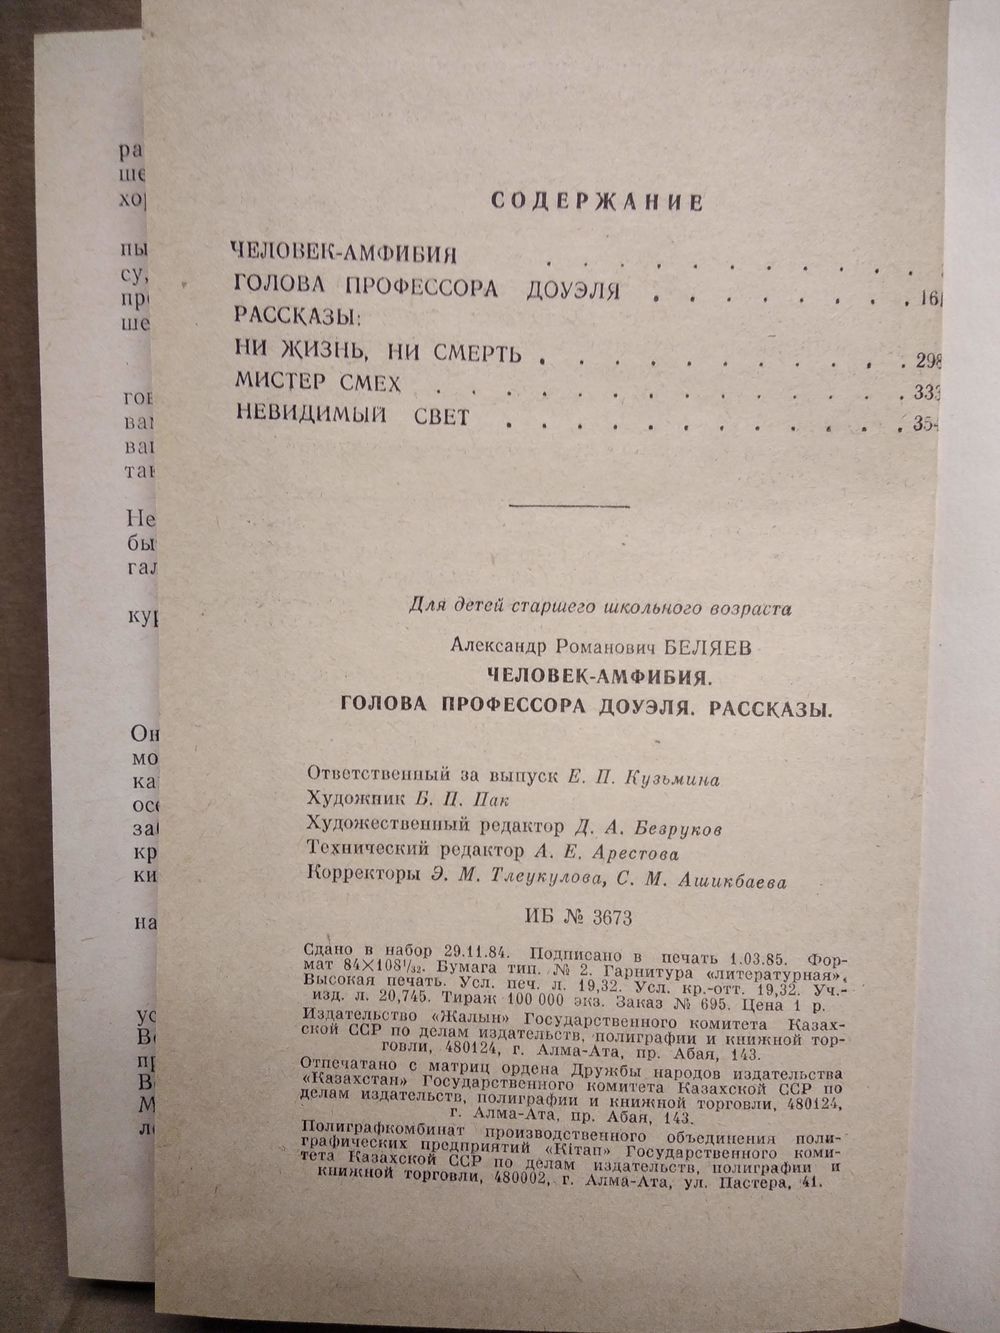 СОДЕРЖАНИЕ
ЧЕЛОВЕК-АМФИБИЯ . . . . . . . . . .
ГОЛОВА ПРОФЕССОРА ДОУЭЛЯ . . . . . . . . 161
РАССКАЗЫ:
НИ ЖИЗНЬ, НИ СМЕРТЬ . . . . . . . . . . . 298
МИСТЕР СМЕХ . . . . . . . . . . . . . . 333
НЕВИДИМЫЙ СВЕТ . . . . . . . . . . . . 354
Для детей старшего школьного возраста
Александр Романович БЕЛЯЕВ
ЧЕЛОВЕК-АМФИБИЯ.
ГОЛОВА ПРОФЕССОРА ДОУЭЛЯ. РАССКАЗЫ.
Ответственный за выпуск Е. П. Кузьмина
Художник Б. П. Пак
Художественный редактор Д. А. Безруков
Технический редактор А. Е. Арестова
Корректоры Э. М. Тлеукулова, С. М. Ашикбаева
ИБ № 3673
Сдано в набор 29.11.84. Подписано в печать 1.03.85. Фор-
мат 84×108 1/32. Бумага тип. № 2. Гарнитура «литературная».
Высокая печать. Усл. печ. л. 19,32. Усл. кр.-отт. 19,32. Уч.-
изд. л. 20,745. Тираж 100 000 экз. Заказ № 695. Цена 1 р.
Издательство «Жалын» Государственного комитета Казах-
ской ССР по делам издательств, полиграфии и книжной тор-
говли, 480124, г. Алма-Ата, пр. Абая, 143.
Отпечатано с матриц ордена Дружбы народов издательства
«Казахстан» Государственного комитета Казахской ССР по
делам издательств, полиграфии и книжной торговли, 480124,
г. Алма-Ата, пр. Абая, 143.
Полиграфкомбинат производственного объединения поли-
графических предприятий «Кітап» Государственного коми-
тета Казахской ССР по делам издательств, полиграфии и
книжной торговли, 480002, г. Алма-Ата, ул. Пастера, 41.